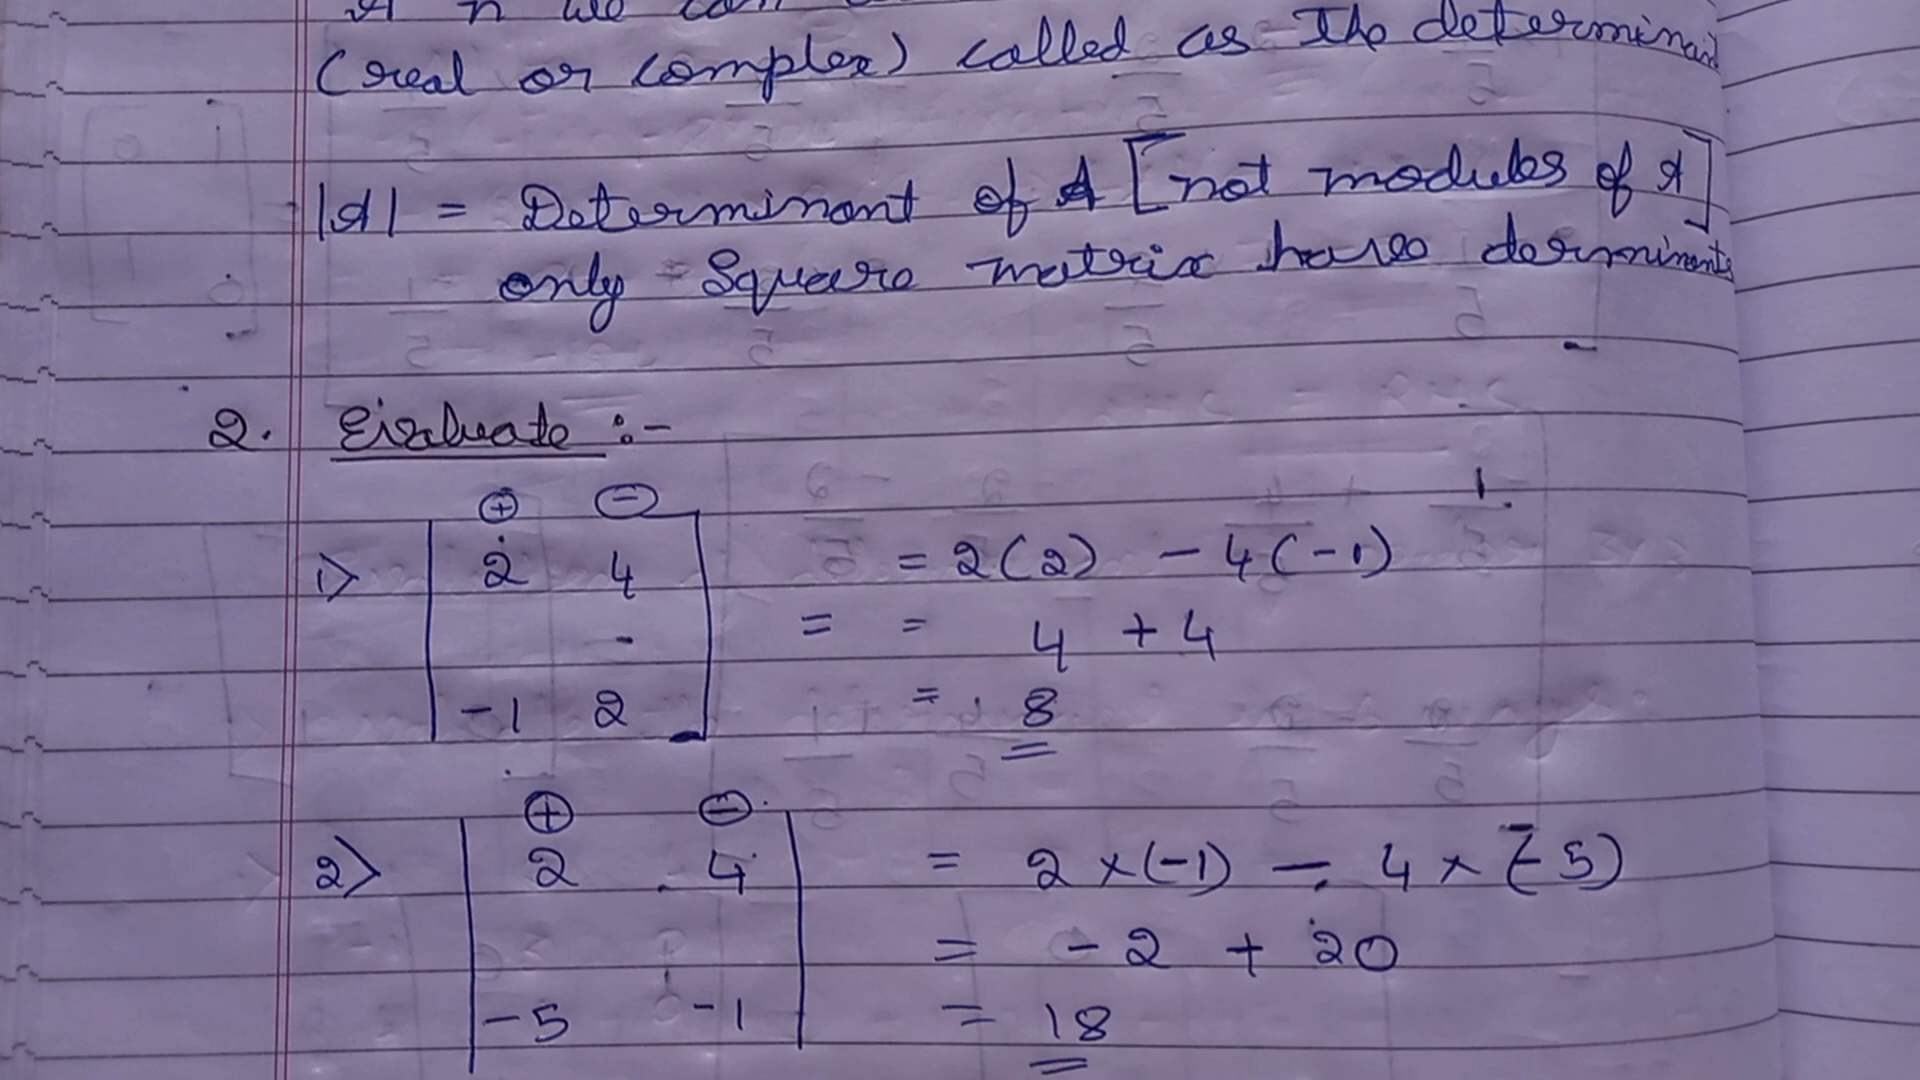 (real or complex) called as the determinant
|A| = Determinant of A [not modules of A]
only square matrix haves derminants
2. Evaluate :-
⊕ ⊖
1> | 2 4 | = 2(2) - 4(-1)
= = 4 + 4
| -1 2 | = 8
⊕ ⊖
2> | 2 4 | = 2 × (-1) - 4 × (-5)
= -2 + 20
| -5 -1 | = 18